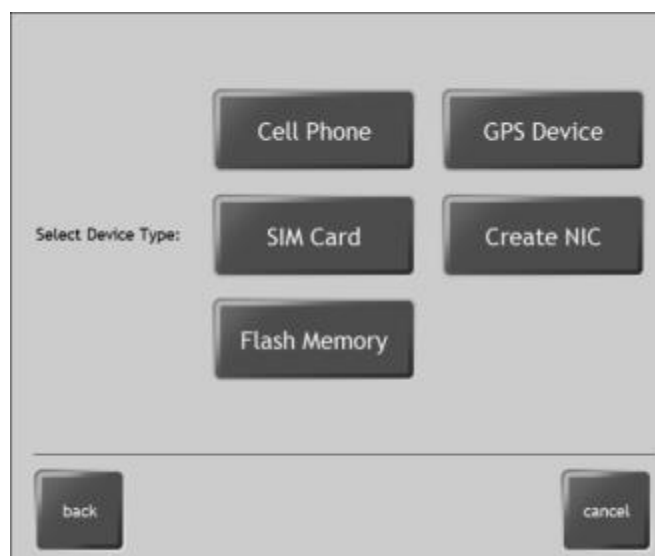 Cell Phone GPS Device
Select Device Type: SIM Card Create NIC
Flash Memory
back cancel